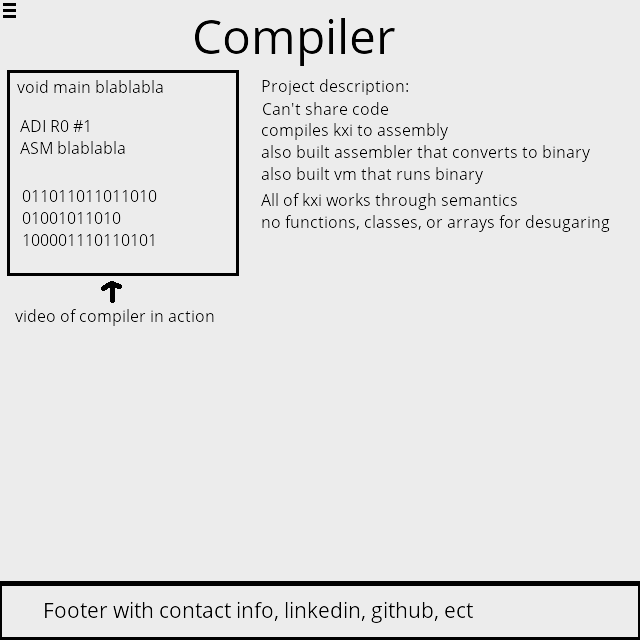 Compiler
void main blablabla
ADI R0 #1
ASM blablabla
011011011011010
01001011010
100001110110101
video of compiler in action
Project description:
Can't share code
compiles kxi to assembly
also built assembler that converts to binary
also built vm that runs binary
All of kxi works through semantics
no functions, classes, or arrays for desugaring
Footer with contact info, linkedin, github, ect